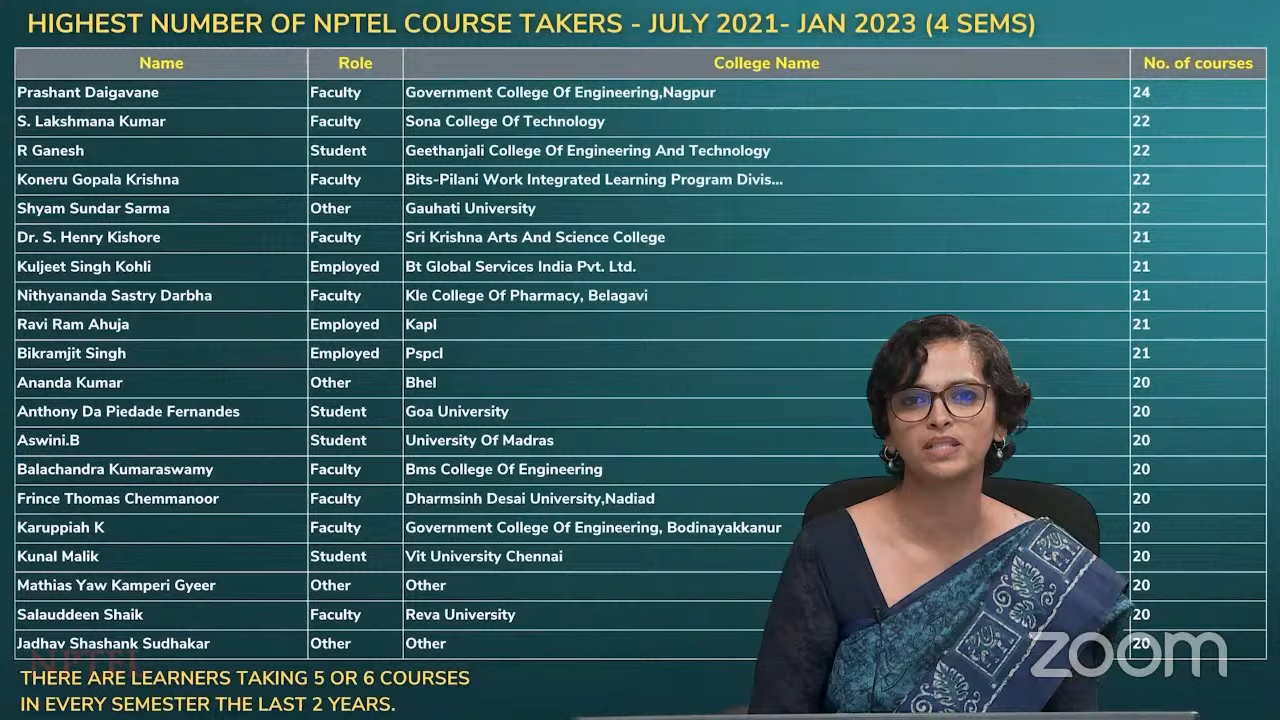 HIGHEST NUMBER OF NPTEL COURSE TAKERS - JULY 2021- JAN 2023 (4 SEMS)
Name Role College Name No. of courses
Prashant Daigavane Faculty Government College Of Engineering,Nagpur 24
S. Lakshmana Kumar Faculty Sona College Of Technology 22
R Ganesh Student Geethanjali College Of Engineering And Technology 22
Koneru Gopala Krishna Faculty Bits-Pilani Work Integrated Learning Program Divis... 22
Shyam Sundar Sarma Other Gauhati University 22
Dr. S. Henry Kishore Faculty Sri Krishna Arts And Science College 21
Kuljeet Singh Kohli Employed Bt Global Services India Pvt. Ltd. 21
Nithyananda Sastry Darbha Faculty Kle College Of Pharmacy, Belagavi 21
Ravi Ram Ahuja Employed Kapl 21
Bikramjit Singh Employed Pspcl 21
Ananda Kumar Other Bhel 20
Anthony Da Piedade Fernandes Student Goa University 20
Aswini.B Student University Of Madras 20
Balachandra Kumaraswamy Faculty Bms College Of Engineering 20
Frince Thomas Chemmanoor Faculty Dharmsinh Desai University,Nadiad 20
Karuppiah K Faculty Government College Of Engineering, Bodinayakkanur 20
Kunal Malik Student Vit University Chennai 20
Mathias Yaw Kamperi Gyeer Other Other 20
Salauddeen Shaik Faculty Reva University 20
Jadhav Shashank Sudhakar Other Other 20
zoom
NPTEL
THERE ARE LEARNERS TAKING 5 OR 6 COURSES
IN EVERY SEMESTER THE LAST 2 YEARS.